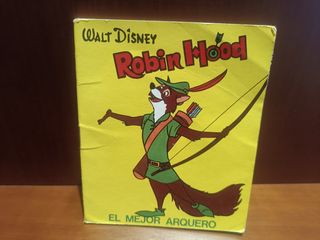 WALT DISNEY
Robin Hood
EL MEJOR ARQUERO